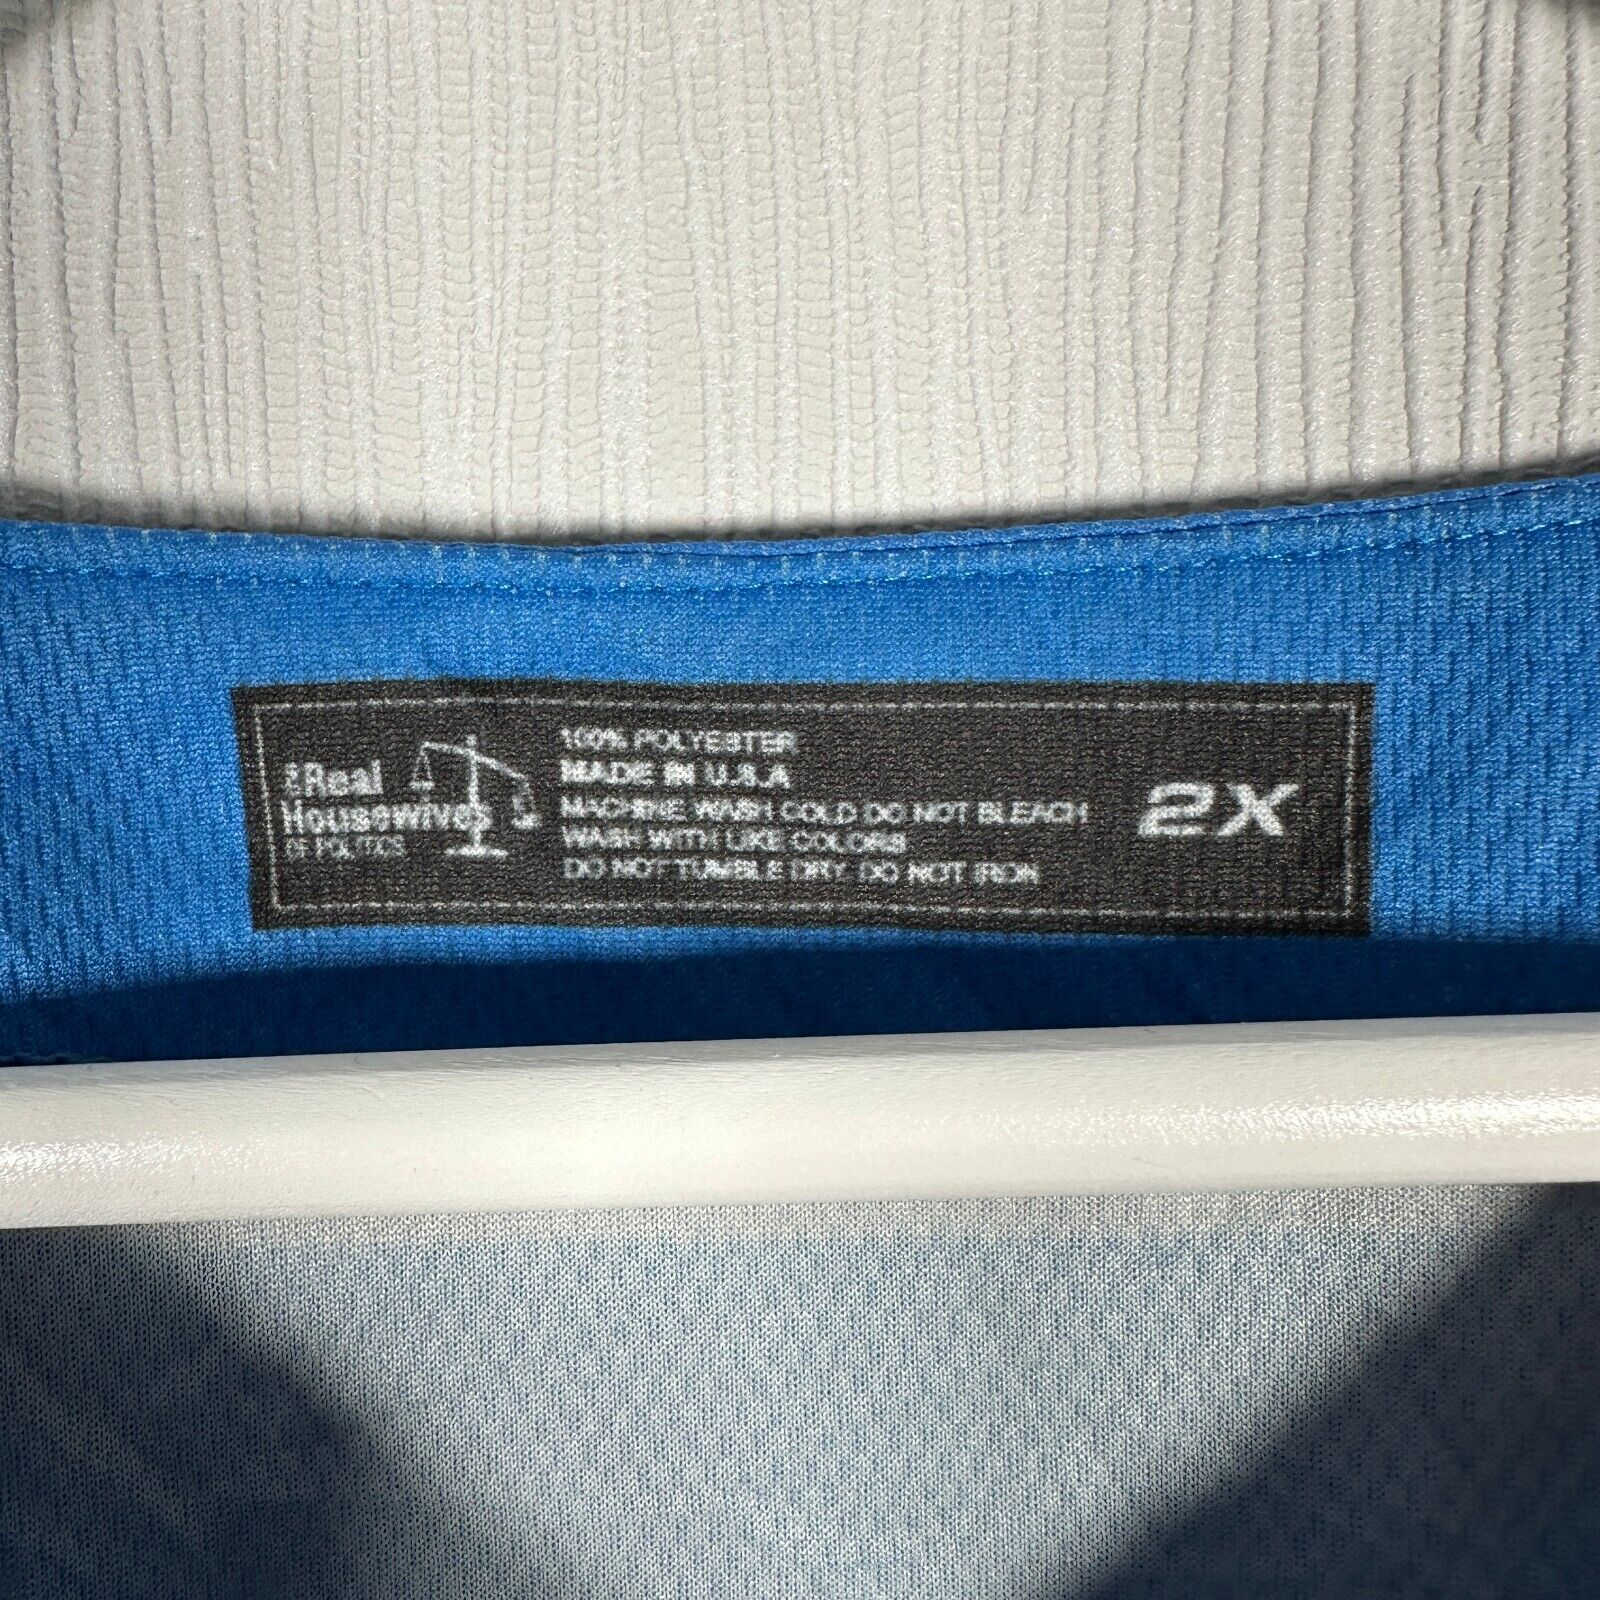 THE Real
Housewives
OF POLITICS
100% POLYESTER
MADE IN U.S.A
MACHINE WASH COLD DO NOT BLEACH
WASH WITH LIKE COLORS
DO NOT TUMBLE DRY DO NOT IRON
2X